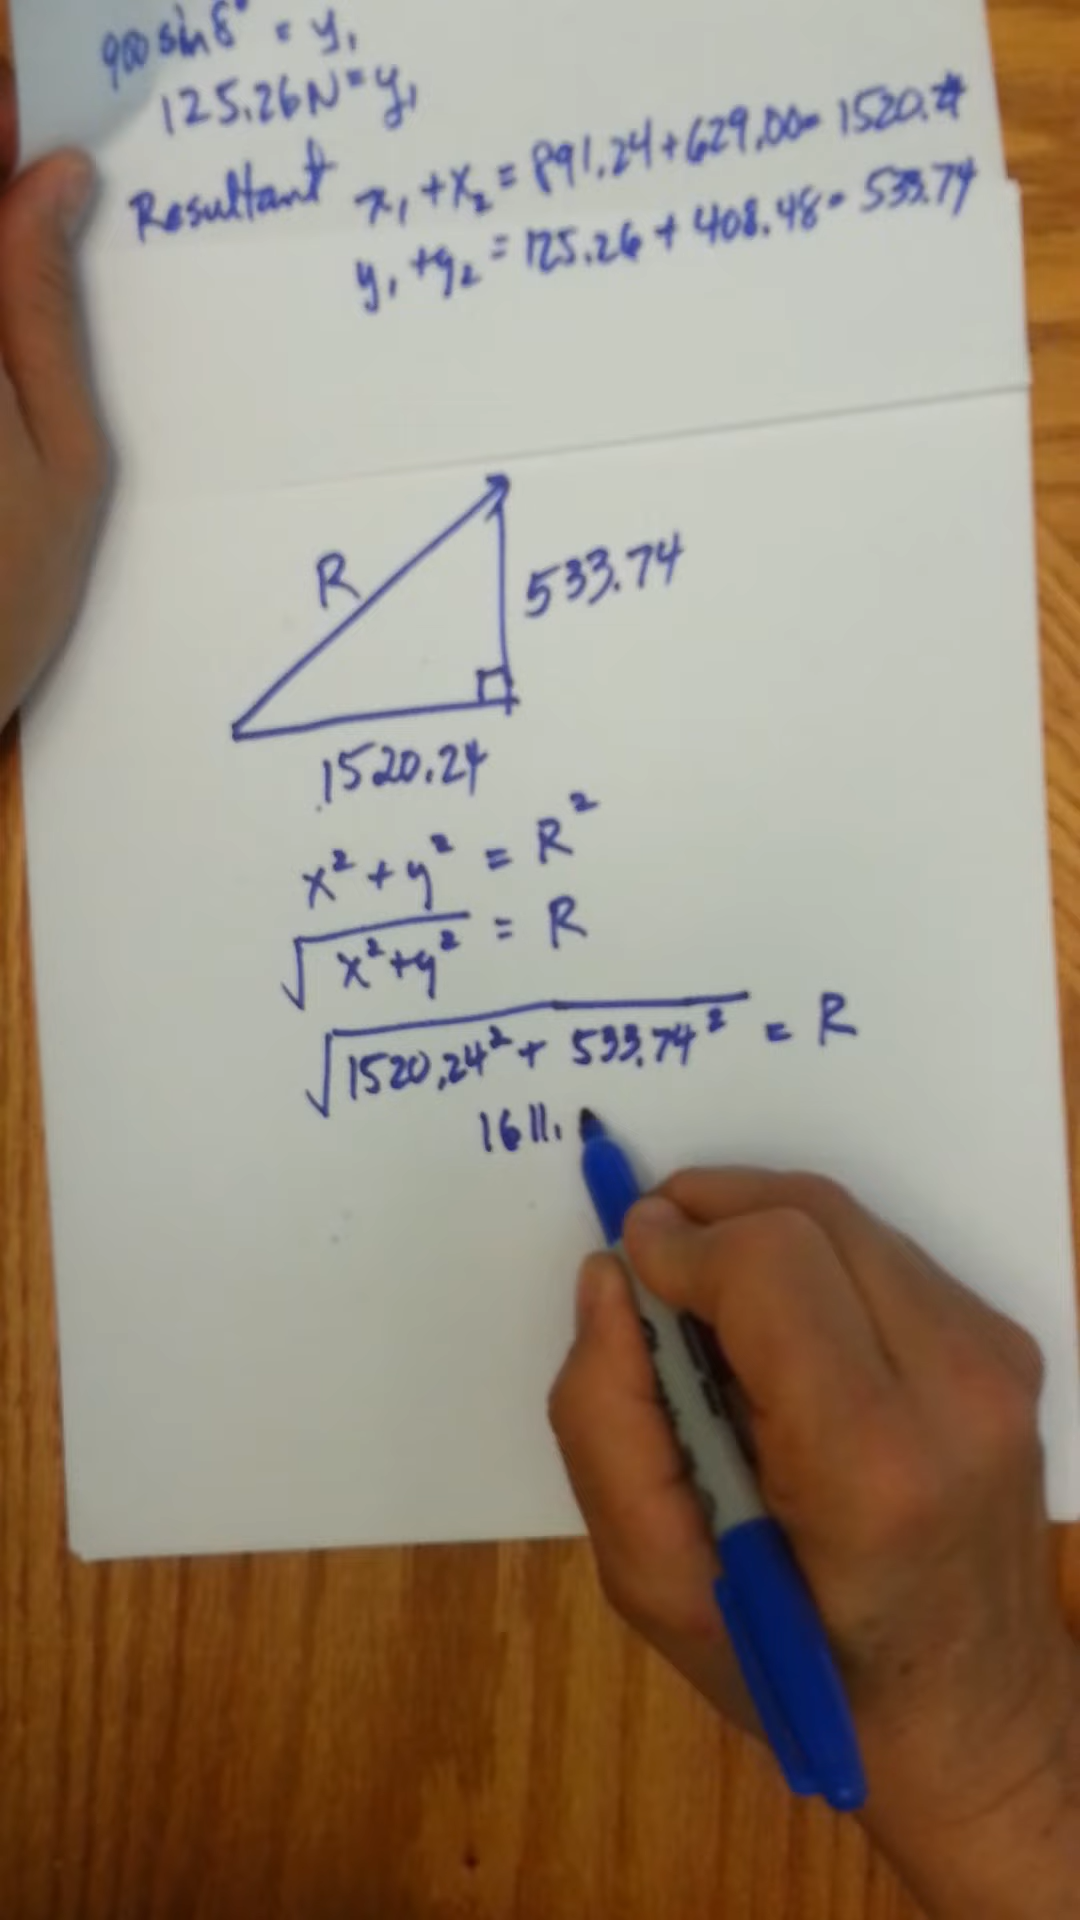 900 sin 8° = y₁
125.26N = y₁
Resultant x₁ + x₂ = 891.24 + 629.00 = 1520.24
y₁ + y₂ = 125.26 + 408.48 = 533.74
R
533.74
1520.24
x² + y² = R²
√x² + y² = R
√1520.24² + 533.74² = R
1611.